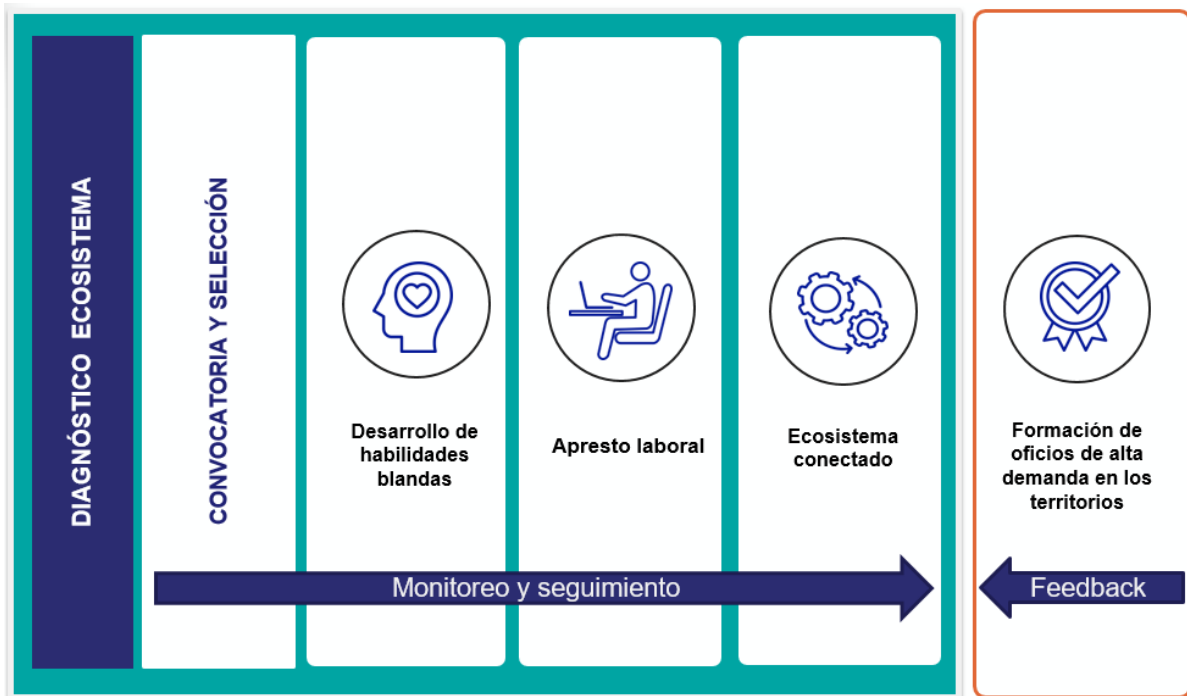 DIAGNÓSTICO ECOSISTEMA
CONVOCATORIA Y SELECCIÓN
Desarrollo de
habilidades
blandas
Apresto laboral
Ecosistema
conectado
Formación de
oficios de alta
demanda en los
territorios
Monitoreo y seguimiento
Feedback